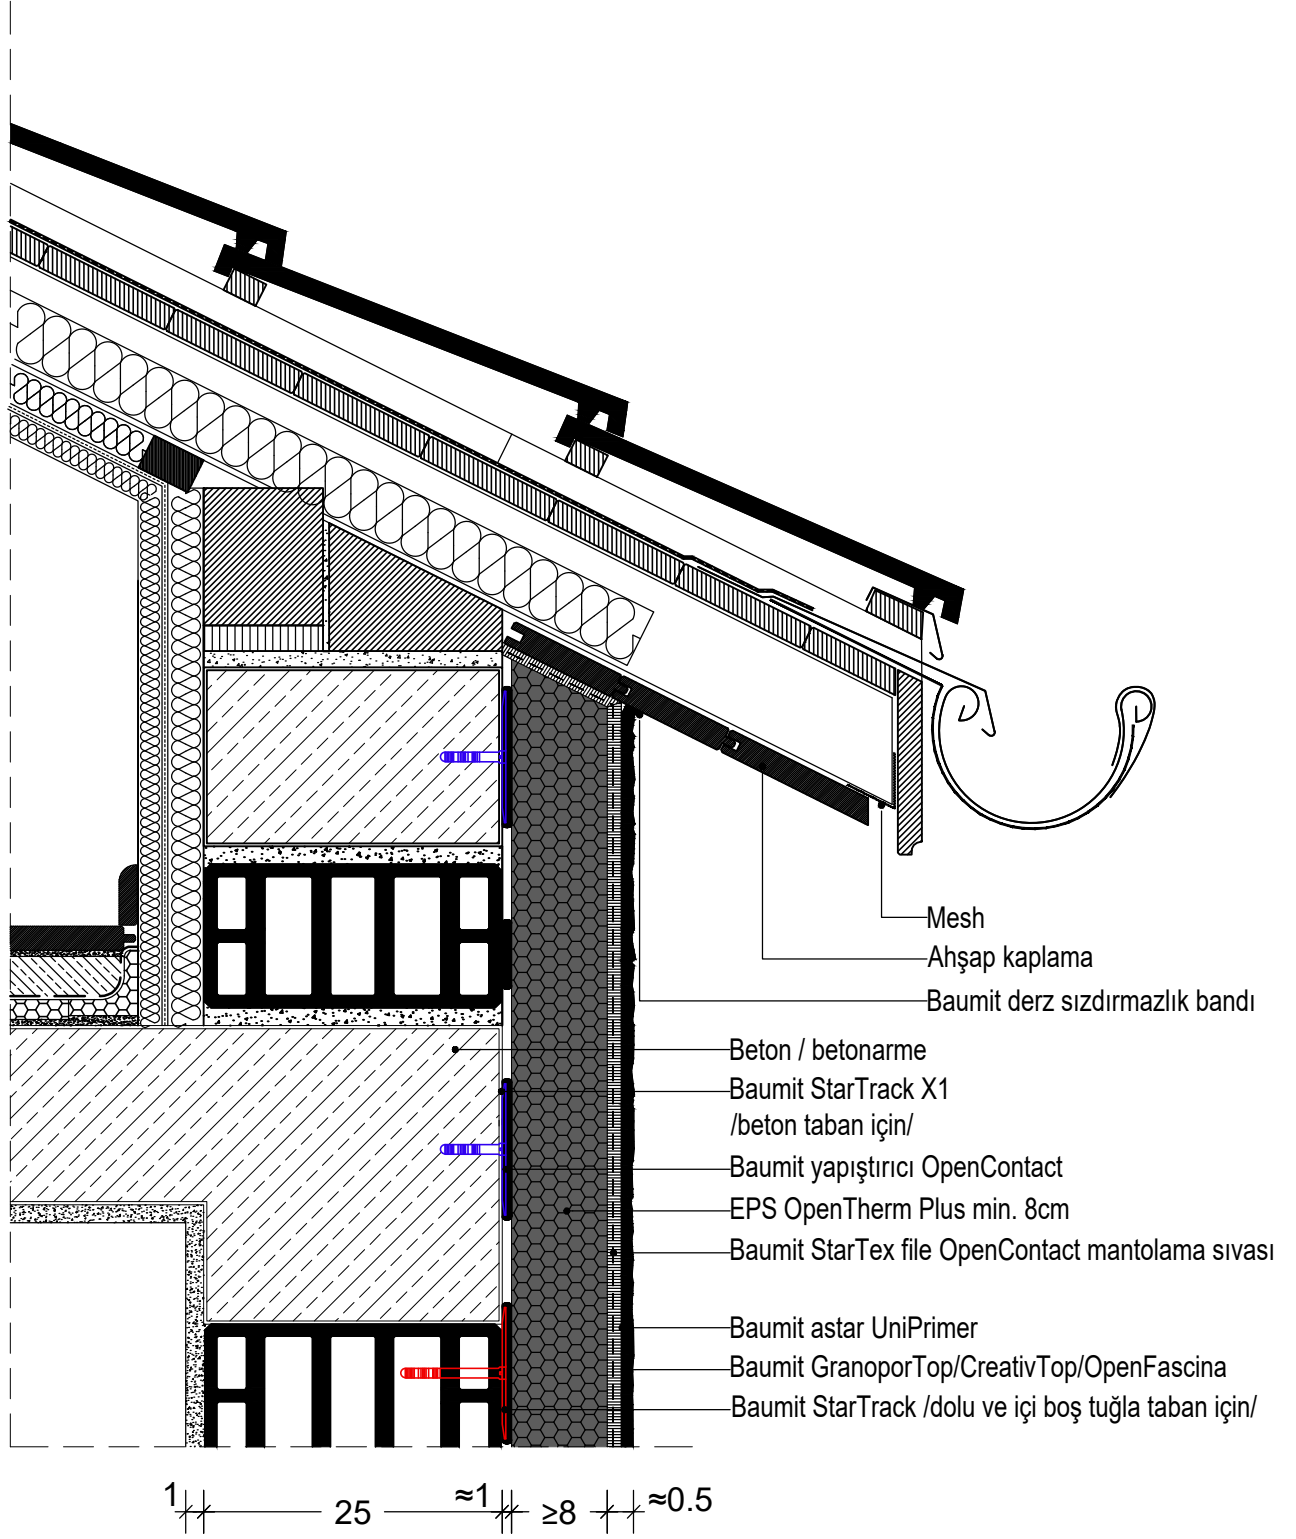 Mesh
Ahşap kaplama
Baumit derz sızdırmazlık bandı
Beton / betonarme
Baumit StarTrack X1
/beton taban için/
Baumit yapıştırıcı OpenContact
EPS OpenTherm Plus min. 8cm
Baumit StarTex file OpenContact mantolama sıvası
Baumit astar UniPrimer
Baumit GranoporTop/CreativTop/OpenFascina
Baumit StarTrack /dolu ve içi boş tuğla taban için/
1 25 ≈1 ≥8 ≈0.5